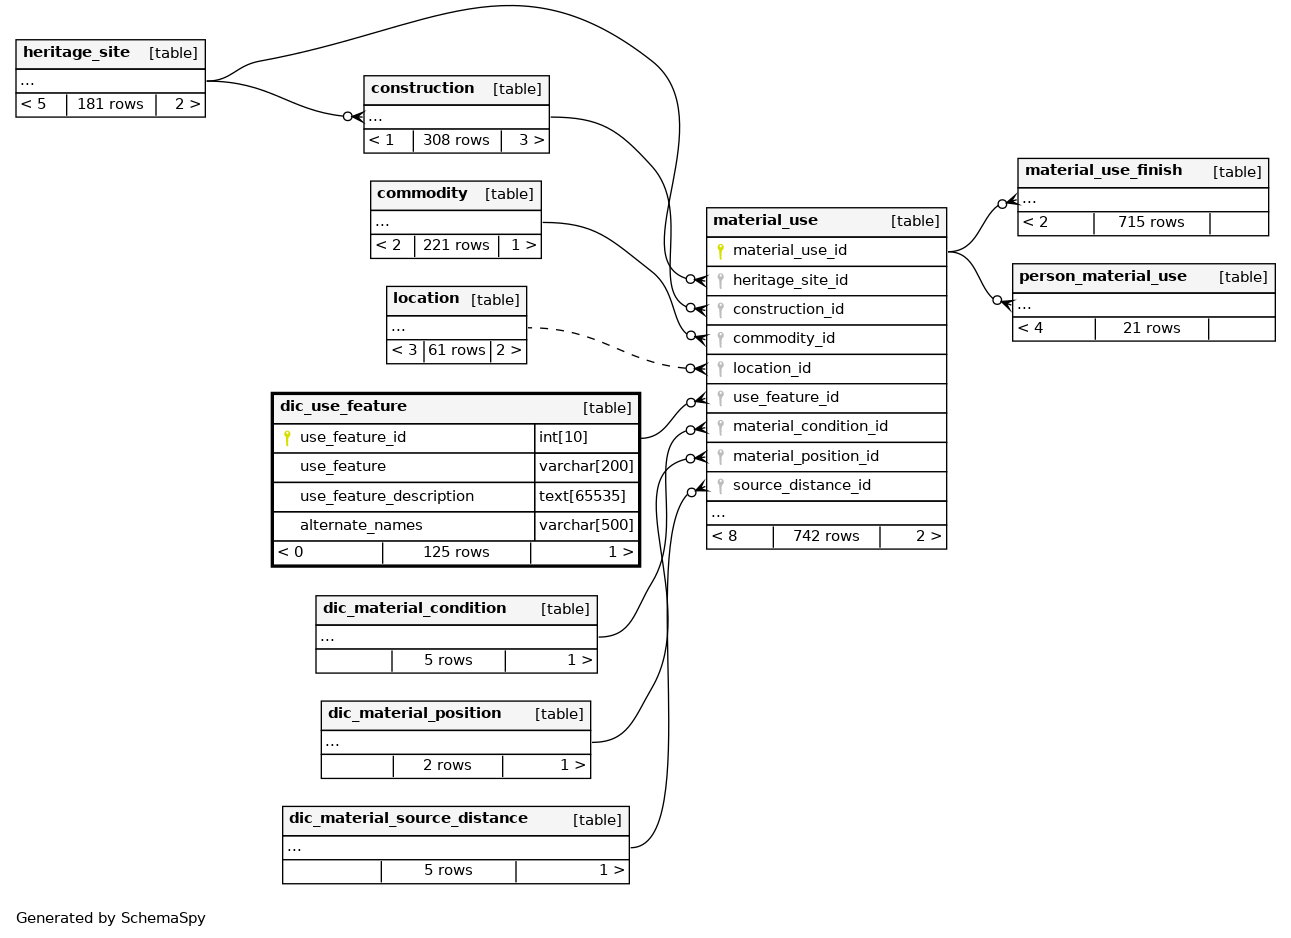 heritage_site [table]
...
< 5 181 rows 2 >
construction [table]
...
< 1 308 rows 3 >
commodity [table]
...
< 2 221 rows 1 >
location [table]
...
< 3 61 rows 2 >
dic_use_feature [table]
use_feature_id int[10]
use_feature varchar[200]
use_feature_description text[65535]
alternate_names varchar[500]
< 0 125 rows 1 >
dic_material_condition [table]
...
5 rows 1 >
dic_material_position [table]
...
2 rows 1 >
dic_material_source_distance [table]
...
5 rows 1 >
material_use [table]
material_use_id
heritage_site_id
construction_id
commodity_id
location_id
use_feature_id
material_condition_id
material_position_id
source_distance_id
...
< 8 742 rows 2 >
material_use_finish [table]
...
< 2 715 rows
person_material_use [table]
...
< 4 21 rows
Generated by SchemaSpy